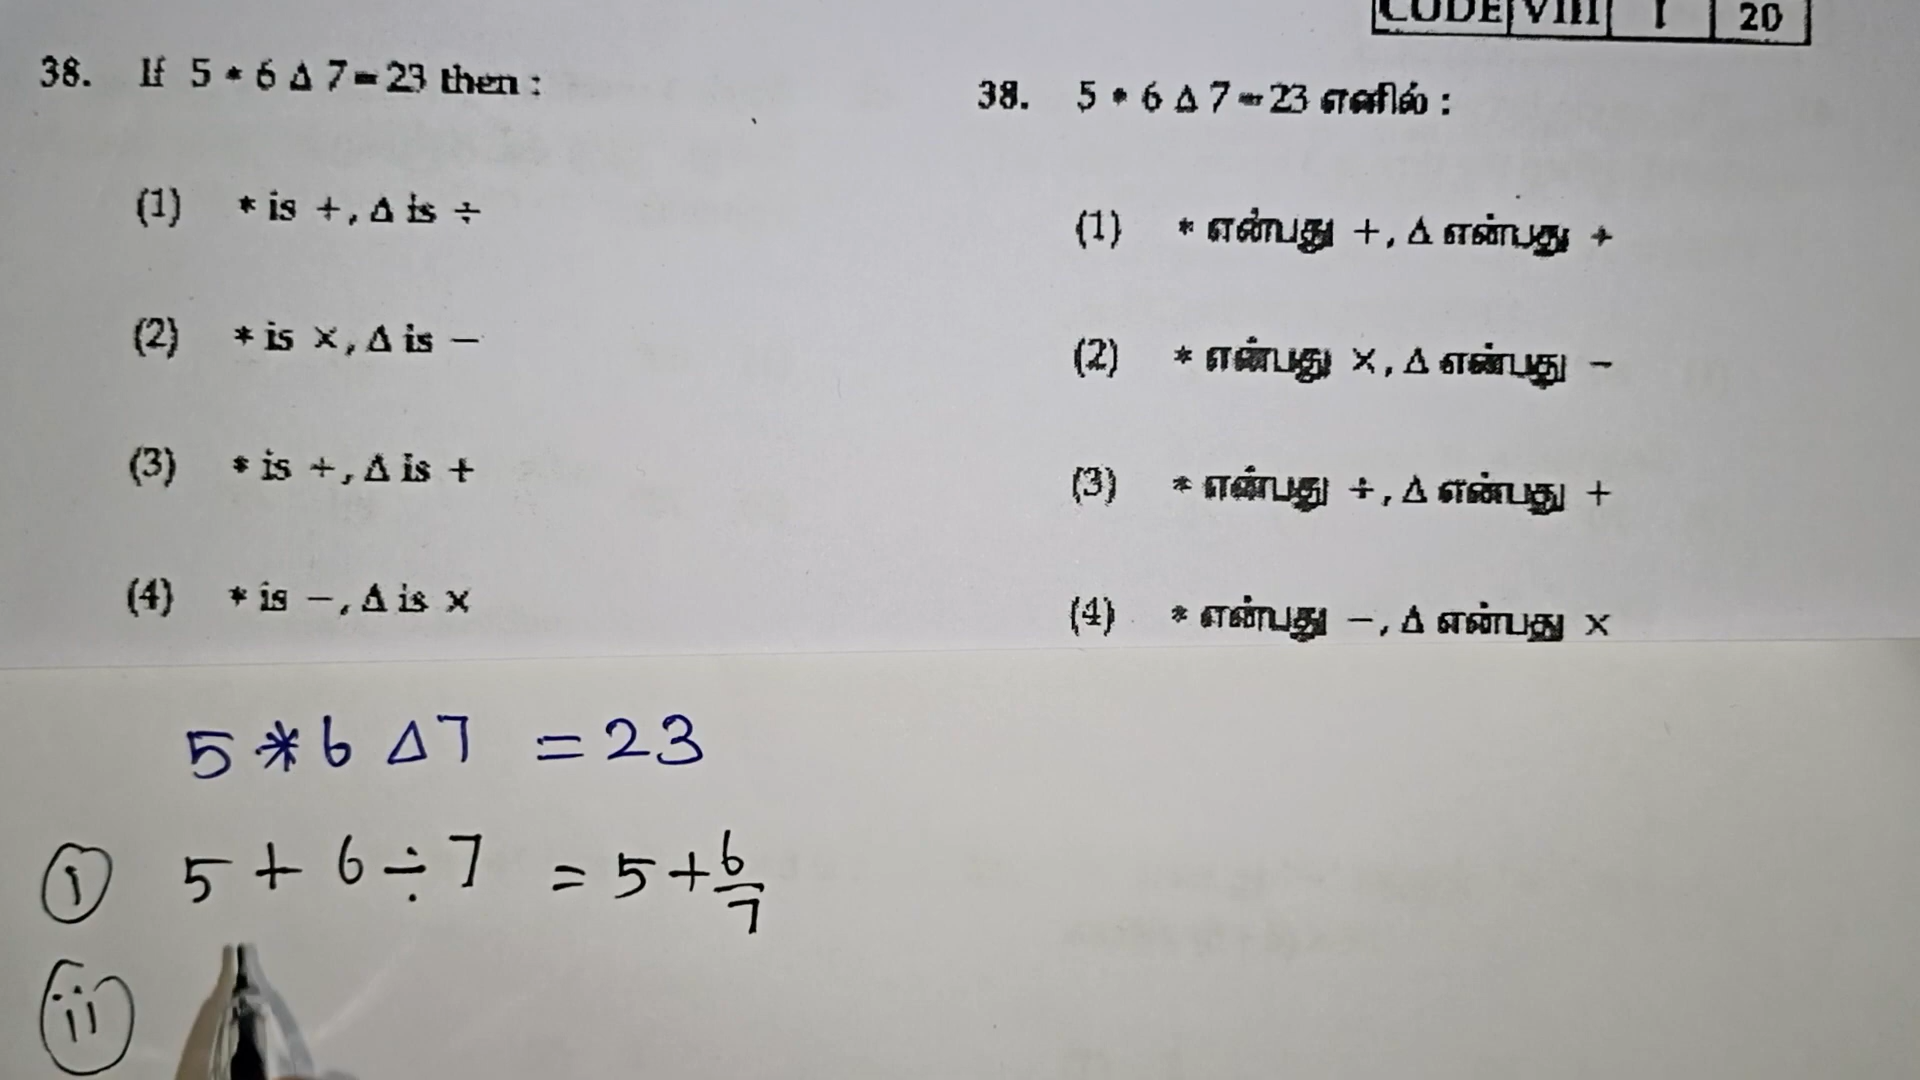 CODE VIII 1 20
38. If 5 * 6 Δ 7 = 23 then :
(1) * is +, Δ is ÷
(2) * is ×, Δ is −
(3) * is ÷, Δ is +
(4) * is −, Δ is ×
38. 5 * 6 Δ 7 = 23 எனில் :
(1) * என்பது +, Δ என்பது ÷
(2) * என்பது ×, Δ என்பது −
(3) * என்பது ÷, Δ என்பது +
(4) * என்பது −, Δ என்பது ×
5 * 6 Δ 7 = 23
(i) 5 + 6 ÷ 7 = 5 + 6/7
(ii)